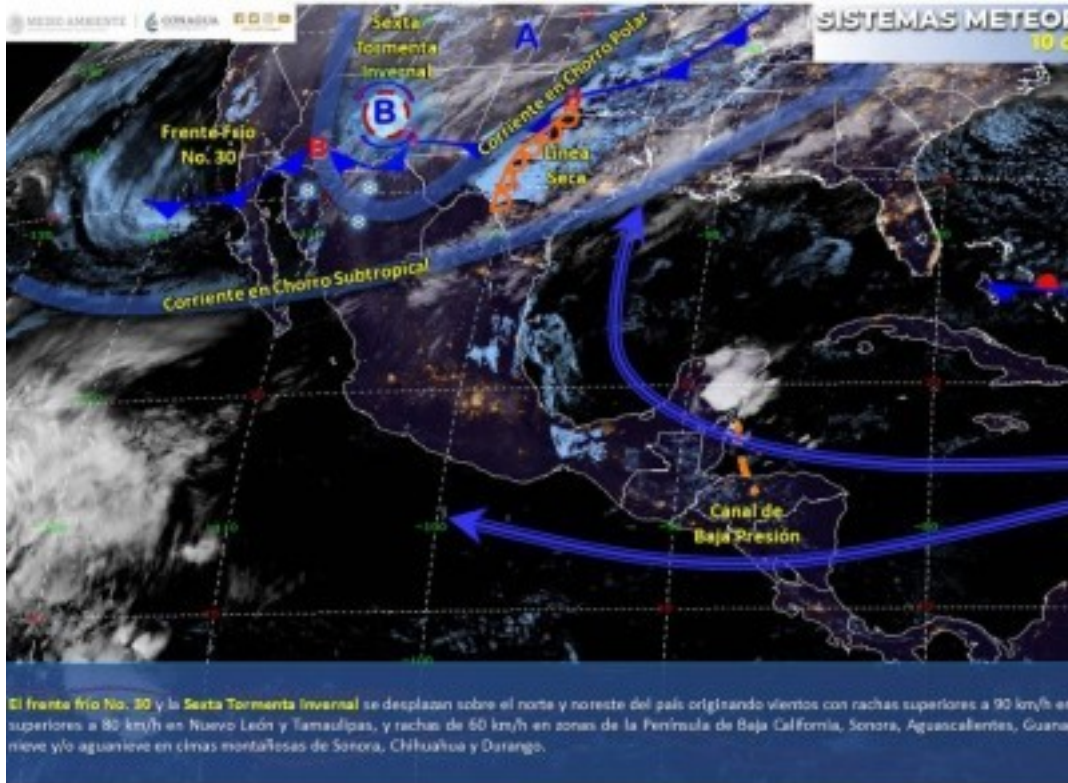 MEDIO AMBIENTE
CONAGUA
SISTEMAS METEOR
10 d
Sexta
Tormenta
Invernal
A
B
Corriente en Chorro Polar
Frente Frío
No. 30
B
Línea
Seca
Corriente en Chorro Subtropical
Canal de
Baja Presión
El frente frío No. 30 y la Sexta Tormenta Invernal se desplazan sobre el norte y noreste del país originando vientos con rachas superiores a 90 km/h en
superiores a 80 km/h en Nuevo León y Tamaulipas, y rachas de 60 km/h en zonas de la Península de Baja California, Sonora, Aguascalientes, Guana
nieve y/o aguanieve en cimas montañosas de Sonora, Chihuahua y Durango.